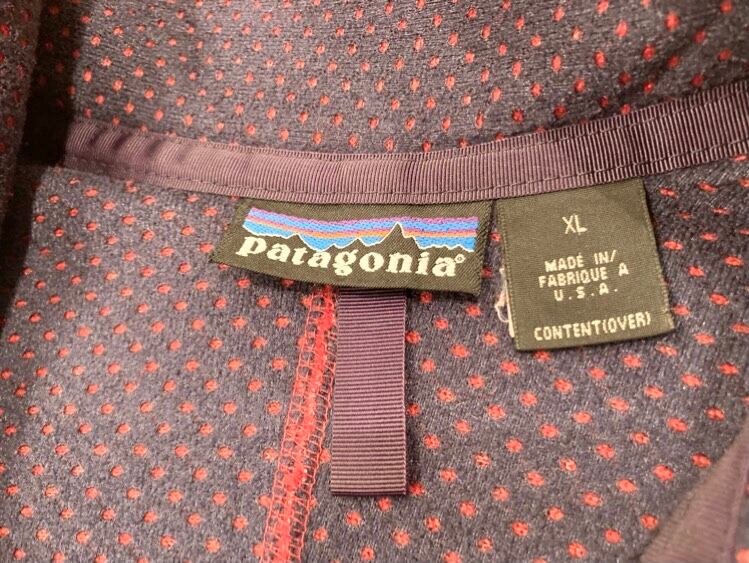 patagonia®
XL
MADE IN/
FABRIQUE A
U.S.A.
CONTENT(OVER)